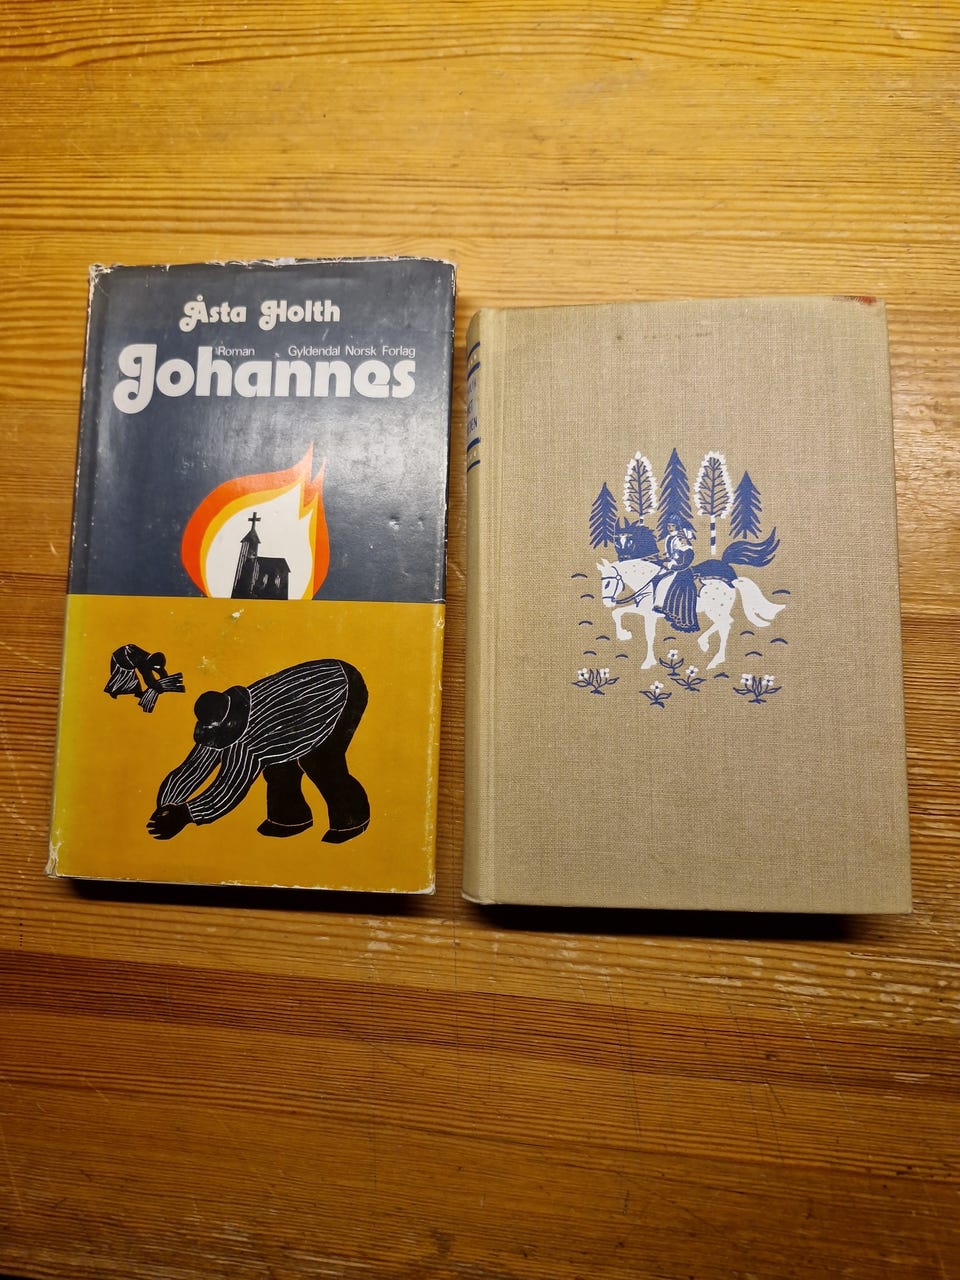 Åsta Holth
Roman Gyldendal Norsk Forlag
Johannes